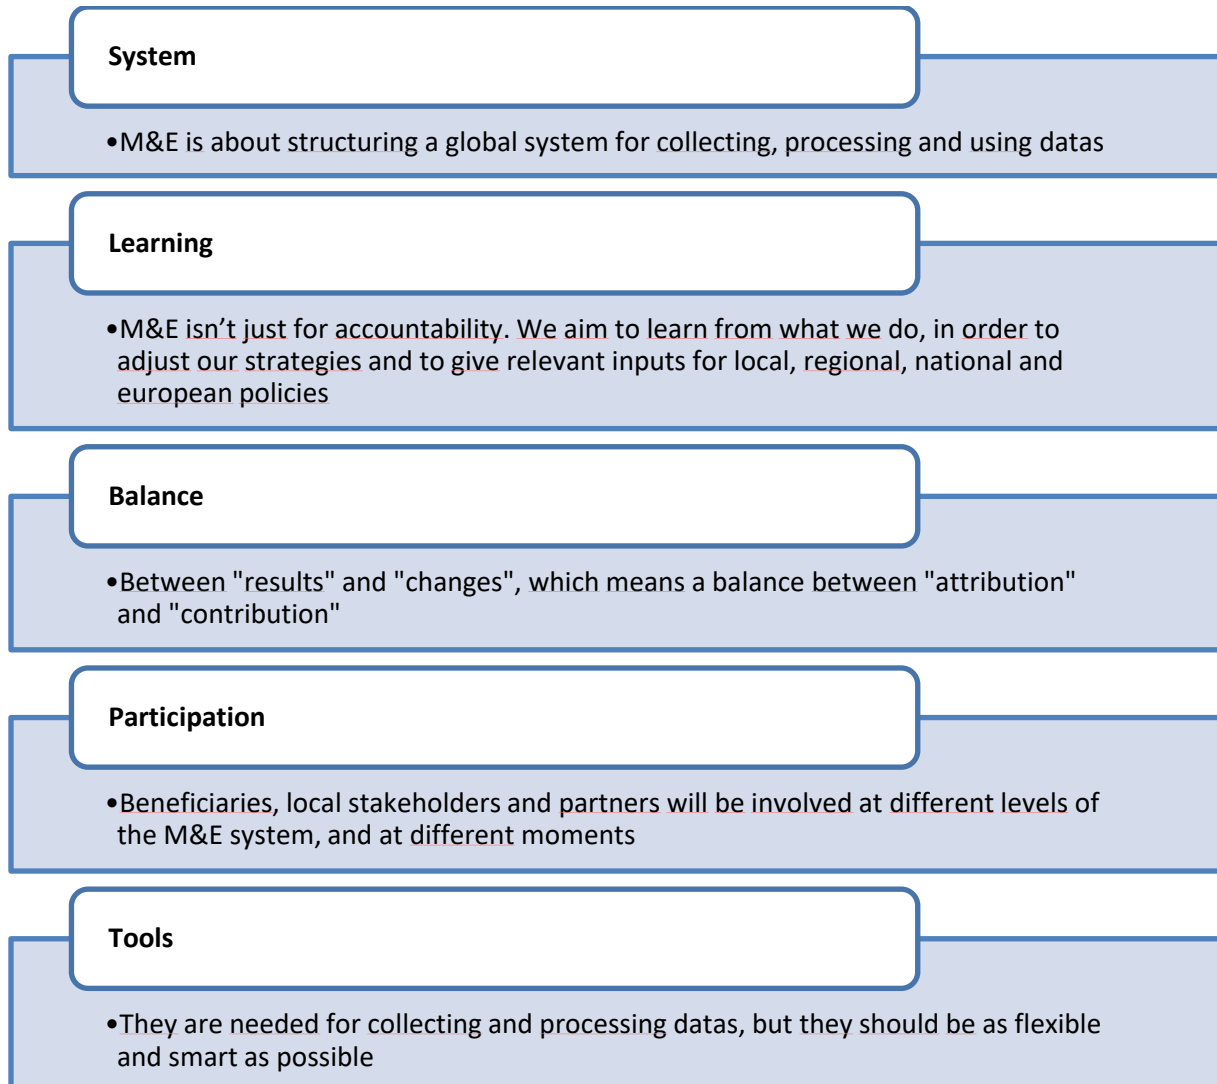 System
•M&E is about structuring a global system for collecting, processing and using datas
Learning
•M&E isn’t just for accountability. We aim to learn from what we do, in order to
adjust our strategies and to give relevant inputs for local, regional, national and
european policies
Balance
•Between "results" and "changes", which means a balance between "attribution"
and "contribution"
Participation
•Beneficiaries, local stakeholders and partners will be involved at different levels of
the M&E system, and at different moments
Tools
•They are needed for collecting and processing datas, but they should be as flexible
and smart as possible